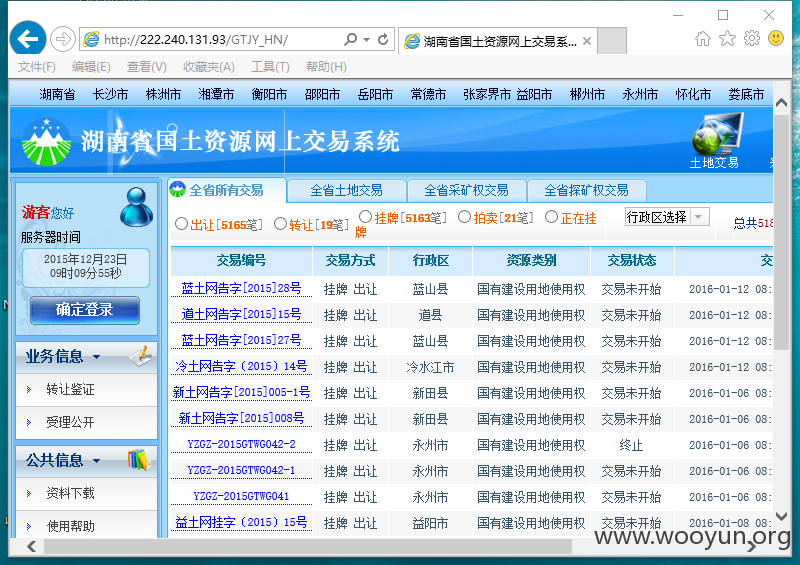 http://222.240.131.93/GTJY_HN/
湖南省国土资源网上交易系...
文件(F) 编辑(E) 查看(V) 收藏夹(A) 工具(T) 帮助(H)
湖南省 长沙市 株洲市 湘潭市 衡阳市 邵阳市 岳阳市 常德市 张家界市 益阳市 郴州市 永州市 怀化市 娄底市
湖南省国土资源网上交易系统
土地交易
游客您好
服务器时间
2015年12月23日
09时09分55秒
确定登录
业务信息
转让鉴证
受理公开
公共信息
资料下载
使用帮助
全省所有交易 全省土地交易 全省采矿权交易 全省探矿权交易
出让[5165笔] 转让[19笔] 挂牌[5163笔] 拍卖[21笔] 正在挂牌
行政区选择
总共518
交易编号 交易方式 行政区 资源类别 交易状态 交
蓝土网告字[2015]28号 挂牌 出让 蓝山县 国有建设用地使用权 交易未开始 2016-01-12 08:
道土网告字[2015]15号 挂牌 出让 道县 国有建设用地使用权 交易未开始 2016-01-12 08:
蓝土网告字[2015]27号 挂牌 出让 蓝山县 国有建设用地使用权 交易未开始 2016-01-12 08:
冷土网告字（2015）14号 挂牌 出让 冷水江市 国有建设用地使用权 交易未开始 2016-01-12 08:
新土网告字[2015]005-1号 挂牌 出让 新田县 国有建设用地使用权 交易未开始 2016-01-06 08:
新土网告字[2015]008号 挂牌 出让 新田县 国有建设用地使用权 交易未开始 2016-01-06 08:
YZGZ-2015GTWG042-2 挂牌 出让 永州市 国有建设用地使用权 终止 2016-01-06 08:
YZGZ-2015GTWG042-1 挂牌 出让 永州市 国有建设用地使用权 交易未开始 2016-01-06 08:
YZGZ-2015GTWG041 挂牌 出让 永州市 国有建设用地使用权 交易未开始 2016-01-06 08:
益土网挂字（2015）15号 挂牌 出让 益阳市 国有建设用地使用权 交易未开始 2016-01-08 08:
www.wooyun.org